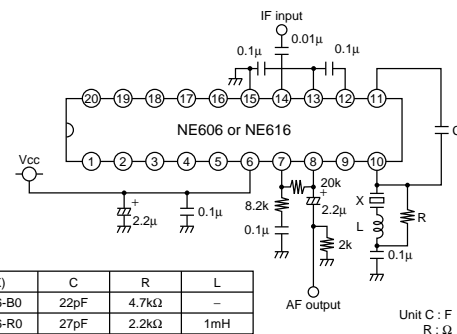 IF input
0.01μ
0.1μ
0.1μ
20 19 18 17 16 15 14 13 12 11
NE606 or NE616
C
Vcc
1 2 3 4 5 6 7 8 9 10
+
2.2μ
0.1μ
8.2k
0.1μ
20k
+
2.2μ
2k
X
L
R
0.1μ
AF output
C R L
-B0 22pF 4.7kΩ –
-R0 27pF 2.2kΩ 1mH
Unit C : F
R : Ω